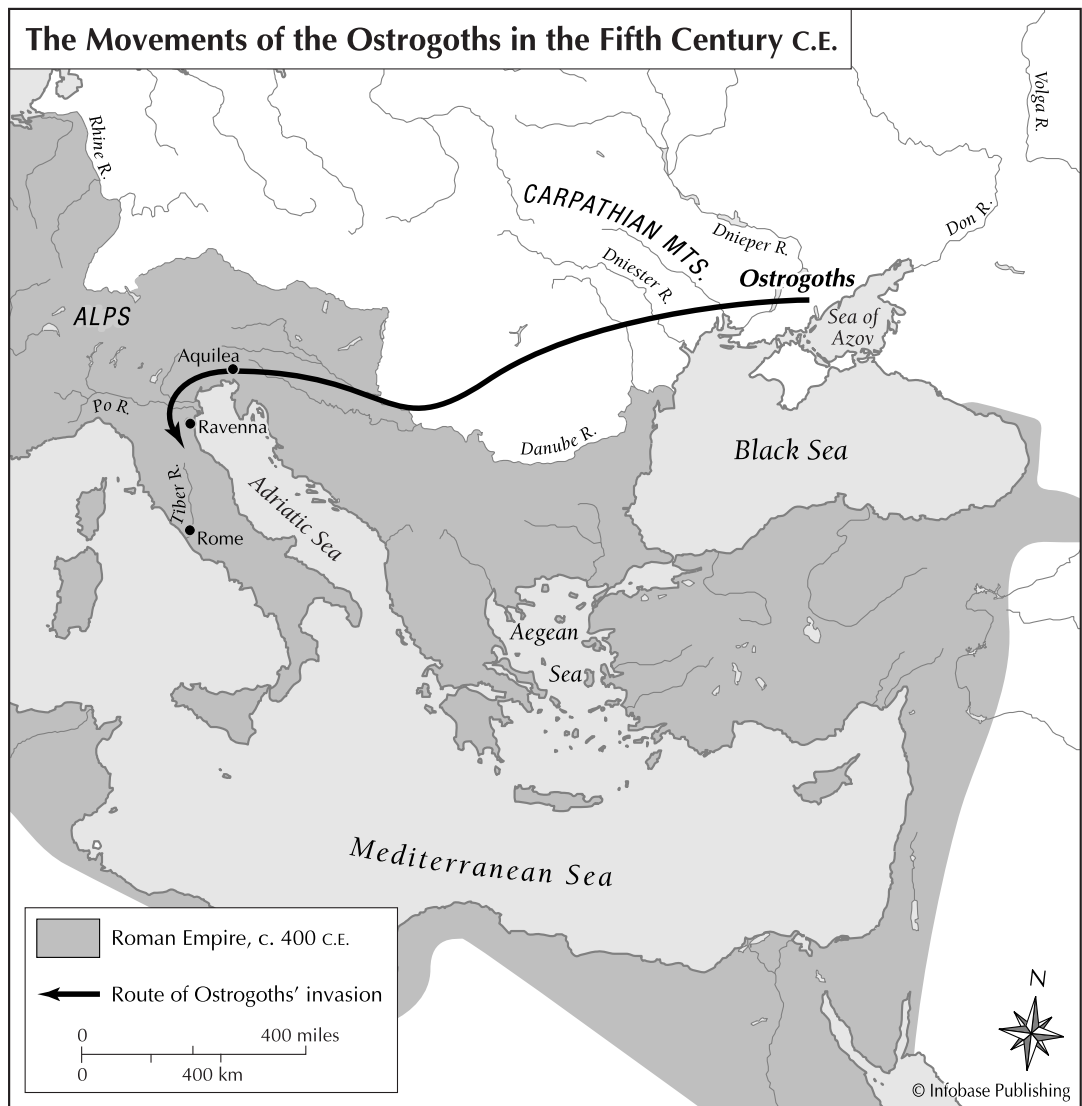 The Movements of the Ostrogoths in the Fifth Century C.E.
Volga R.
Rhine R.
CARPATHIAN MTS.
Don R.
Dnieper R.
Dniester R.
Ostrogoths
ALPS
Sea of
Azov
Aquilea
Po R.
Ravenna
Danube R.
Black Sea
Tiber R.
Adriatic Sea
Rome
Aegean
Sea
Mediterranean Sea
Roman Empire, c. 400 C.E.
Route of Ostrogoths' invasion
0 400 miles
0 400 km
N
© Infobase Publishing